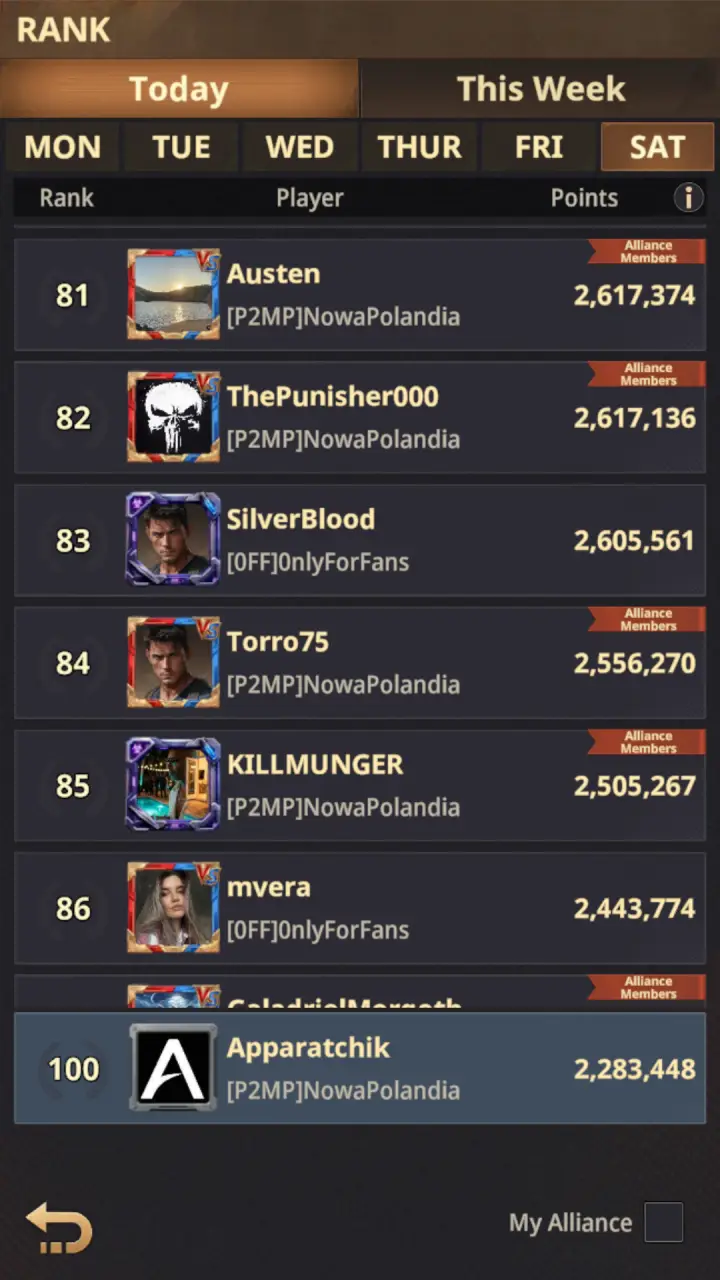 RANK
Today
This Week
MON TUE WED THUR FRI SAT
Rank Player Points i
Alliance Members
81 Austen 2,617,374
[P2MP]NowaPolandia
Alliance Members
82 ThePunisher000 2,617,136
[P2MP]NowaPolandia
83 SilverBlood 2,605,561
[0FF]0nlyForFans
Alliance Members
84 Torro75 2,556,270
[P2MP]NowaPolandia
Alliance Members
85 KILLMUNGER 2,505,267
[P2MP]NowaPolandia
86 mvera 2,443,774
[0FF]0nlyForFans
Alliance Members
100 Apparatchik 2,283,448
[P2MP]NowaPolandia
My Alliance